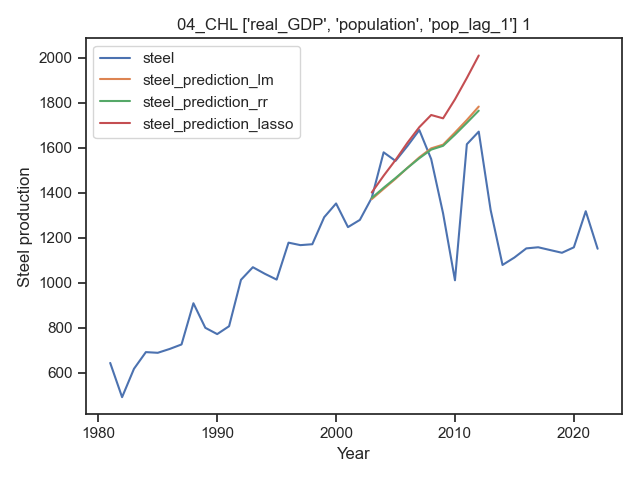 04_CHL ['real_GDP', 'population', 'pop_lag_1'] 1
steel
steel_prediction_lm
steel_prediction_rr
steel_prediction_lasso
Steel production
2000
1800
1600
1400
1200
1000
800
600
1980
1990
2000
2010
2020
Year